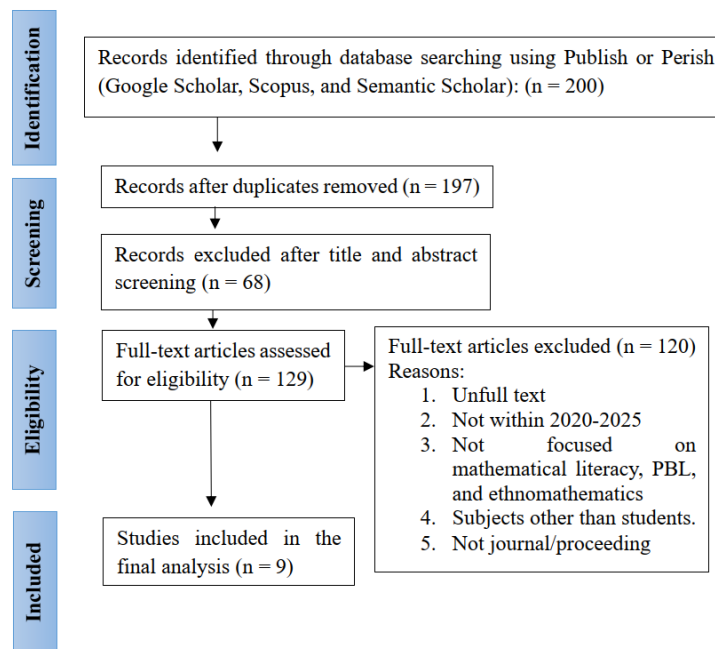 Identification
Records identified through database searching using Publish or Perish
(Google Scholar, Scopus, and Semantic Scholar): (n = 200)
Screening
Records after duplicates removed (n = 197)
Records excluded after title and abstract
screening (n = 68)
Eligibility
Full-text articles assessed
for eligibility (n = 129)
Full-text articles excluded (n = 120)
Reasons:
1. Unfull text
2. Not within 2020-2025
3. Not focused on
mathematical literacy, PBL,
and ethnomathematics
4. Subjects other than students.
5. Not journal/proceeding
Included
Studies included in the
final analysis (n = 9)